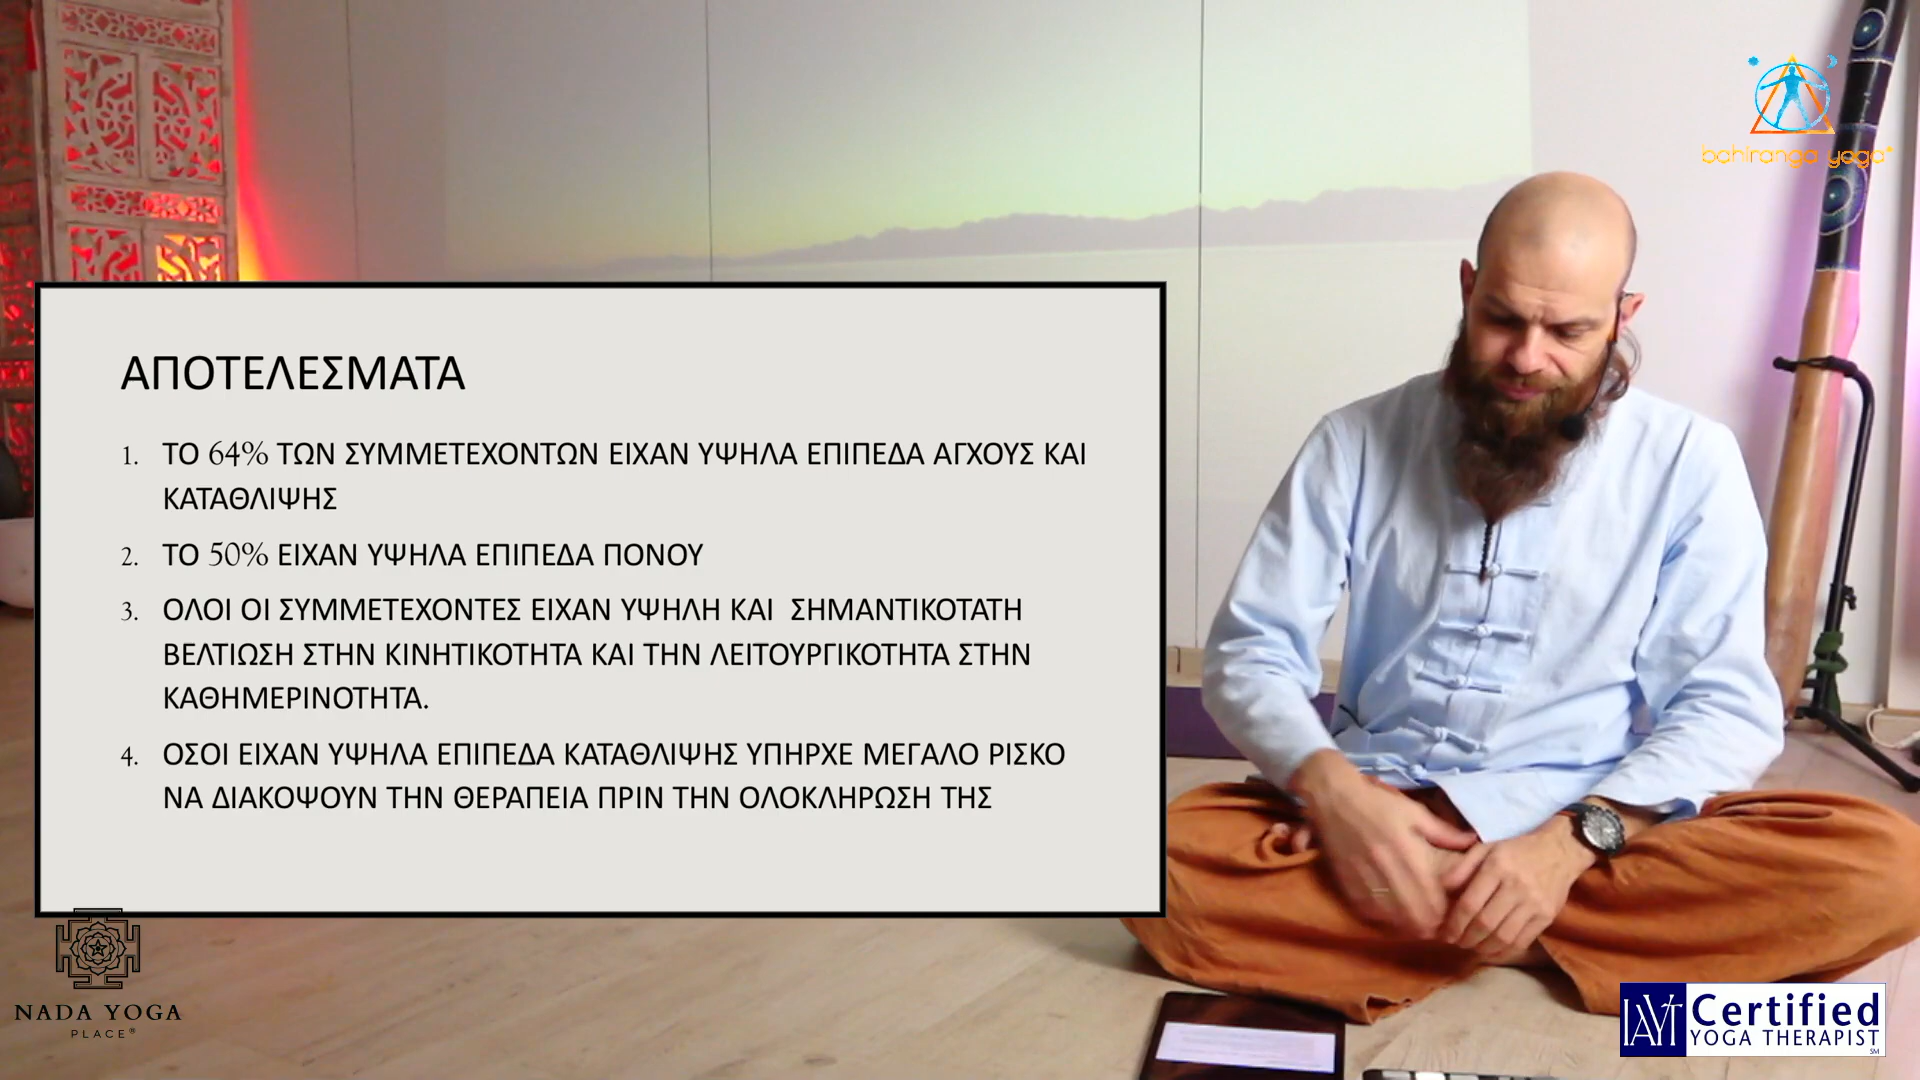 bahiranga yoga®
ΑΠΟΤΕΛΕΣΜΑΤΑ
1. ΤΟ 64% ΤΩΝ ΣΥΜΜΕΤΕΧΟΝΤΩΝ ΕΙΧΑΝ ΥΨΗΛΑ ΕΠΙΠΕΔΑ ΑΓΧΟΥΣ ΚΑΙ
ΚΑΤΑΘΛΙΨΗΣ
2. ΤΟ 50% ΕΙΧΑΝ ΥΨΗΛΑ ΕΠΙΠΕΔΑ ΠΟΝΟΥ
3. ΟΛΟΙ ΟΙ ΣΥΜΜΕΤΕΧΟΝΤΕΣ ΕΙΧΑΝ ΥΨΗΛΗ ΚΑΙ ΣΗΜΑΝΤΙΚΟΤΑΤΗ
ΒΕΛΤΙΩΣΗ ΣΤΗΝ ΚΙΝΗΤΙΚΟΤΗΤΑ ΚΑΙ ΤΗΝ ΛΕΙΤΟΥΡΓΙΚΟΤΗΤΑ ΣΤΗΝ
ΚΑΘΗΜΕΡΙΝΟΤΗΤΑ.
4. ΟΣΟΙ ΕΙΧΑΝ ΥΨΗΛΑ ΕΠΙΠΕΔΑ ΚΑΤΑΘΛΙΨΗΣ ΥΠΗΡΧΕ ΜΕΓΑΛΟ ΡΙΣΚΟ
ΝΑ ΔΙΑΚΟΨΟΥΝ ΤΗΝ ΘΕΡΑΠΕΙΑ ΠΡΙΝ ΤΗΝ ΟΛΟΚΛΗΡΩΣΗ ΤΗΣ
NADA YOGA
PLACE®
IAYT Certified
YOGA THERAPIST
SM